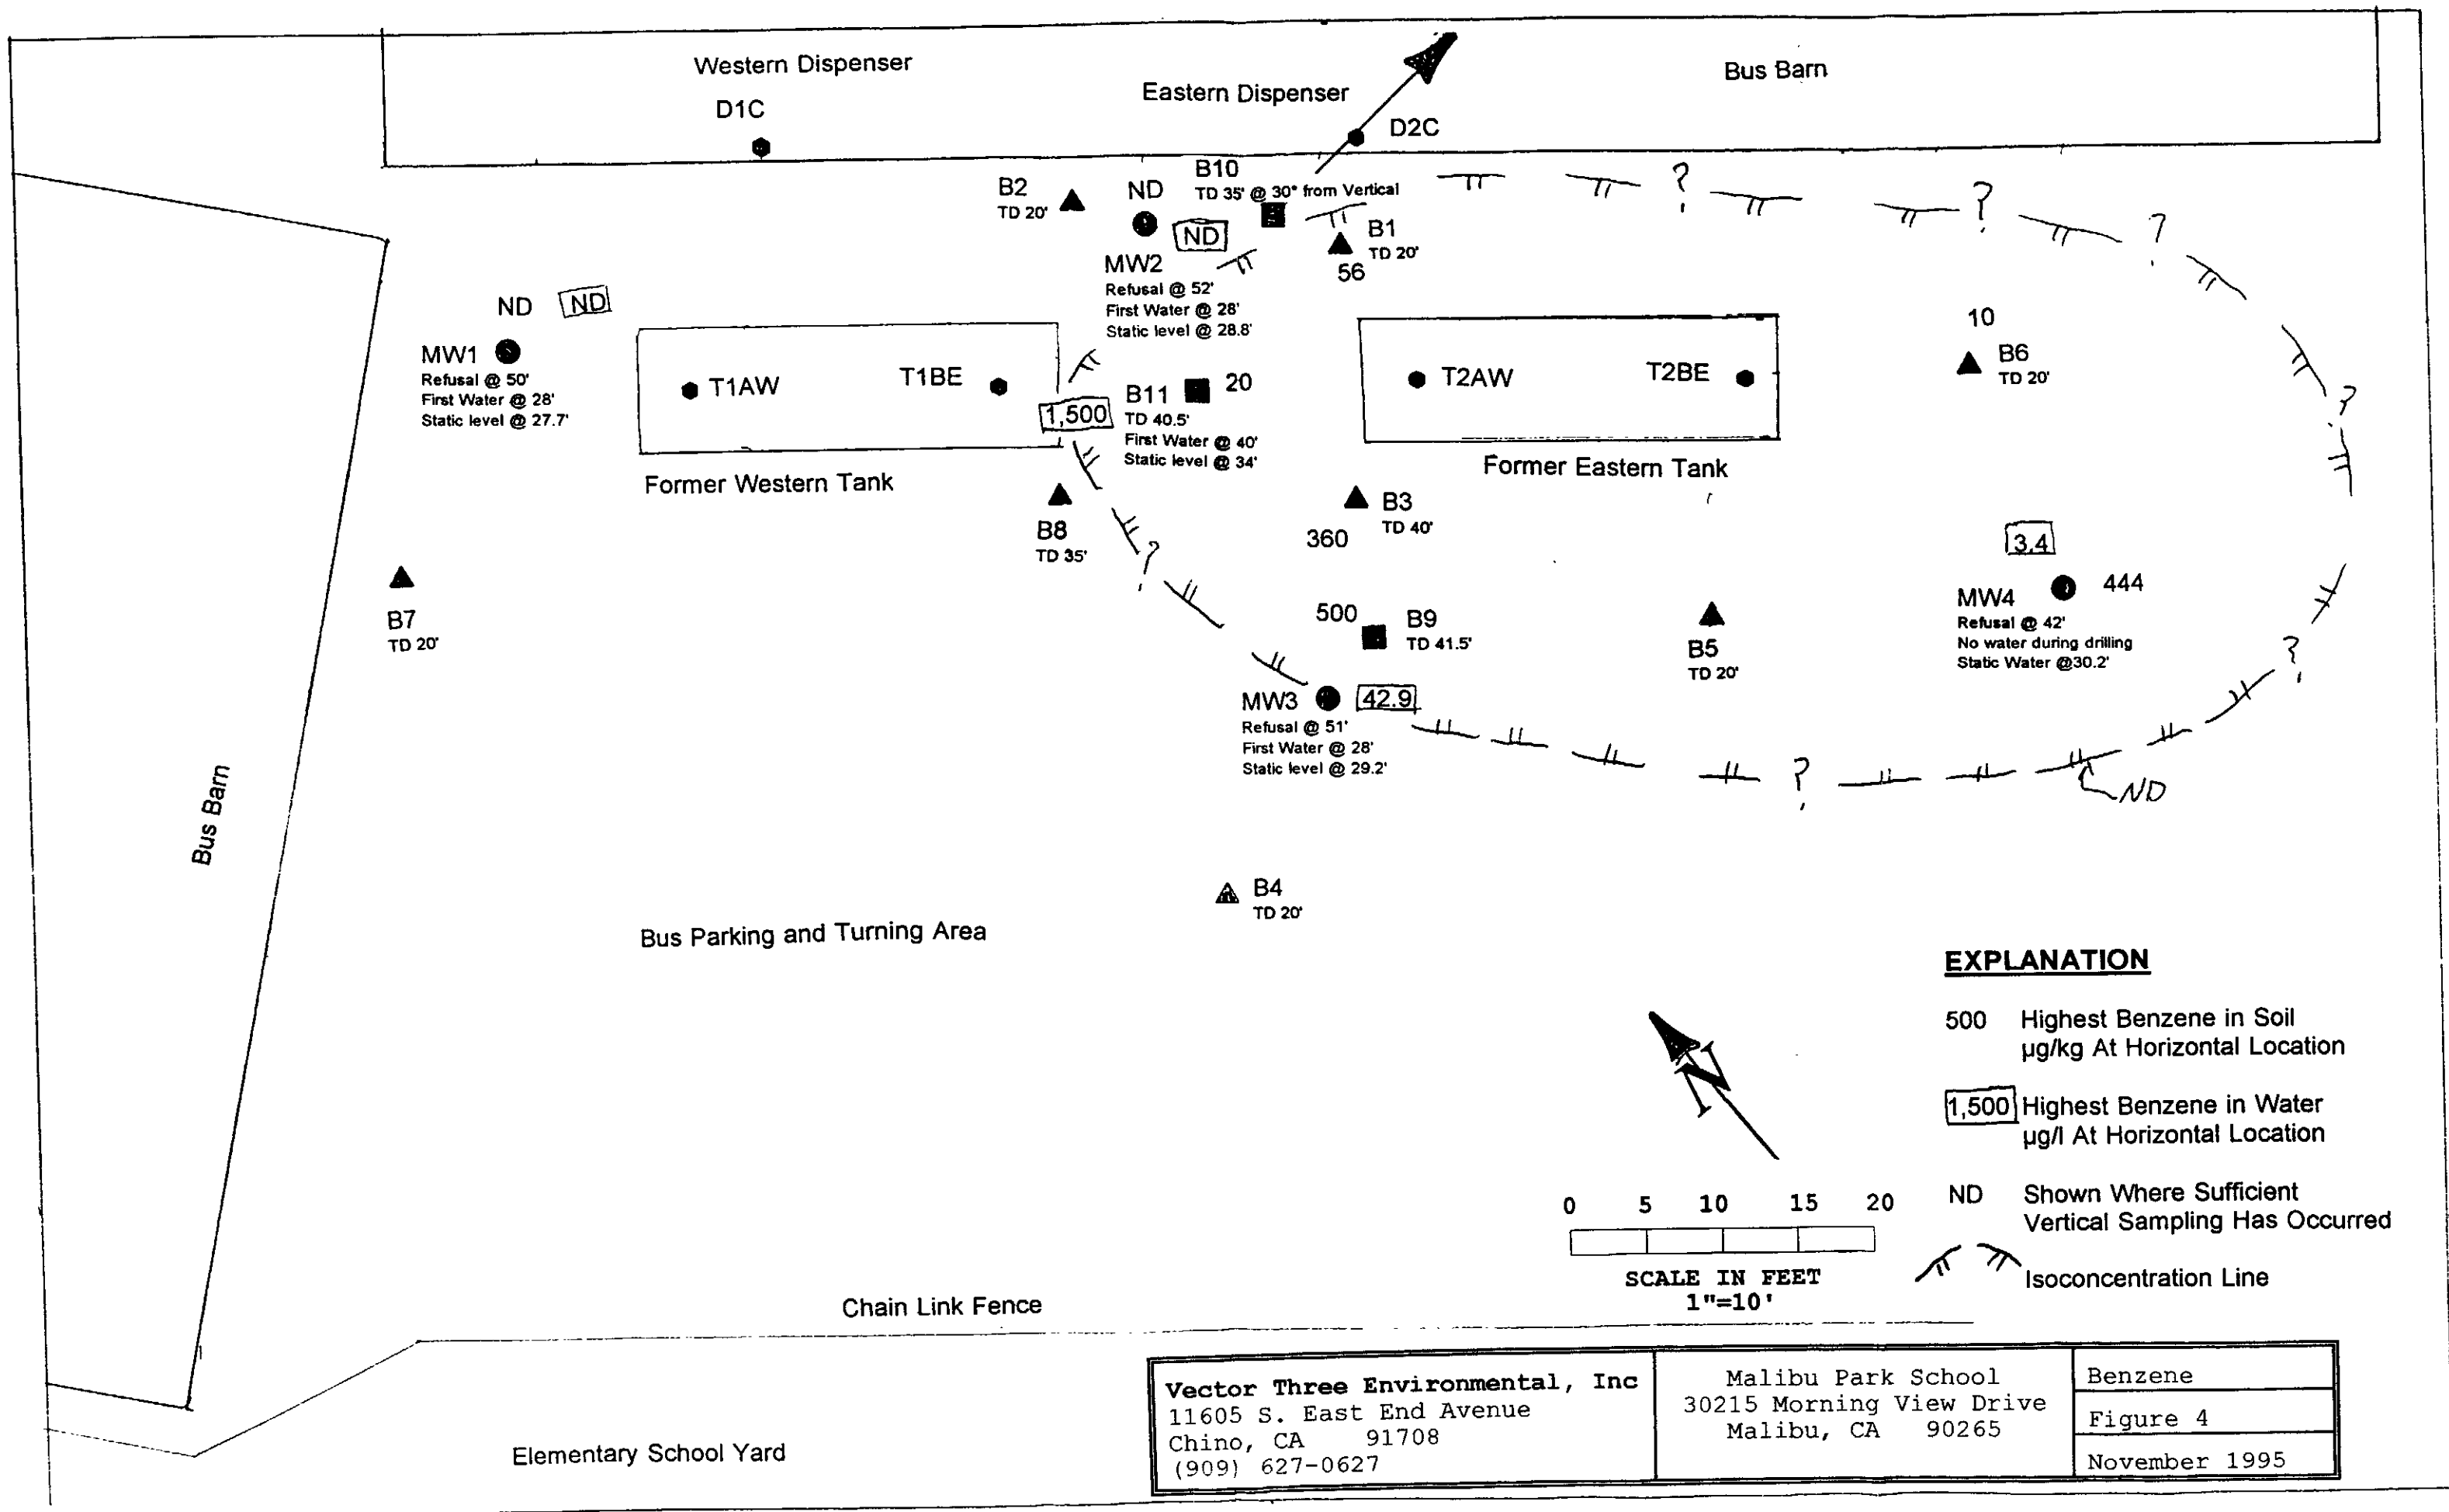 Western Dispenser
D1C
Eastern Dispenser
D2C
Bus Barn
B2
TD 20'
ND
B10
TD 35' @ 30° from Vertical
ND
MW2
Refusal @ 52'
First Water @ 28'
Static level @ 28.8'
B1
TD 20'
56
?
?
?
ND
ND
MW1
Refusal @ 50'
First Water @ 28'
Static level @ 27.7'
T1AW
T1BE
Former Western Tank
1,500
B11
20
TD 40.5'
First Water @ 40'
Static level @ 34'
T2AW
T2BE
Former Eastern Tank
10
B6
TD 20'
?
B8
TD 35'
?
B3
TD 40'
360
B7
TD 20'
500
B9
TD 41.5'
B5
TD 20'
3.4
MW4
444
Refusal @ 42'
No water during drilling
Static Water @30.2'
?
MW3
42.9
Refusal @ 51'
First Water @ 28'
Static level @ 29.2'
?
ND
Bus Barn
B4
TD 20'
Bus Parking and Turning Area
EXPLANATION
500 Highest Benzene in Soil
µg/kg At Horizontal Location
1,500 Highest Benzene in Water
µg/l At Horizontal Location
ND Shown Where Sufficient
Vertical Sampling Has Occurred
Isoconcentration Line
N
0 5 10 15 20
SCALE IN FEET
1"=10'
Chain Link Fence
Elementary School Yard
Vector Three Environmental, Inc
11605 S. East End Avenue
Chino, CA 91708
(909) 627-0627
Malibu Park School
30215 Morning View Drive
Malibu, CA 90265
Benzene
Figure 4
November 1995